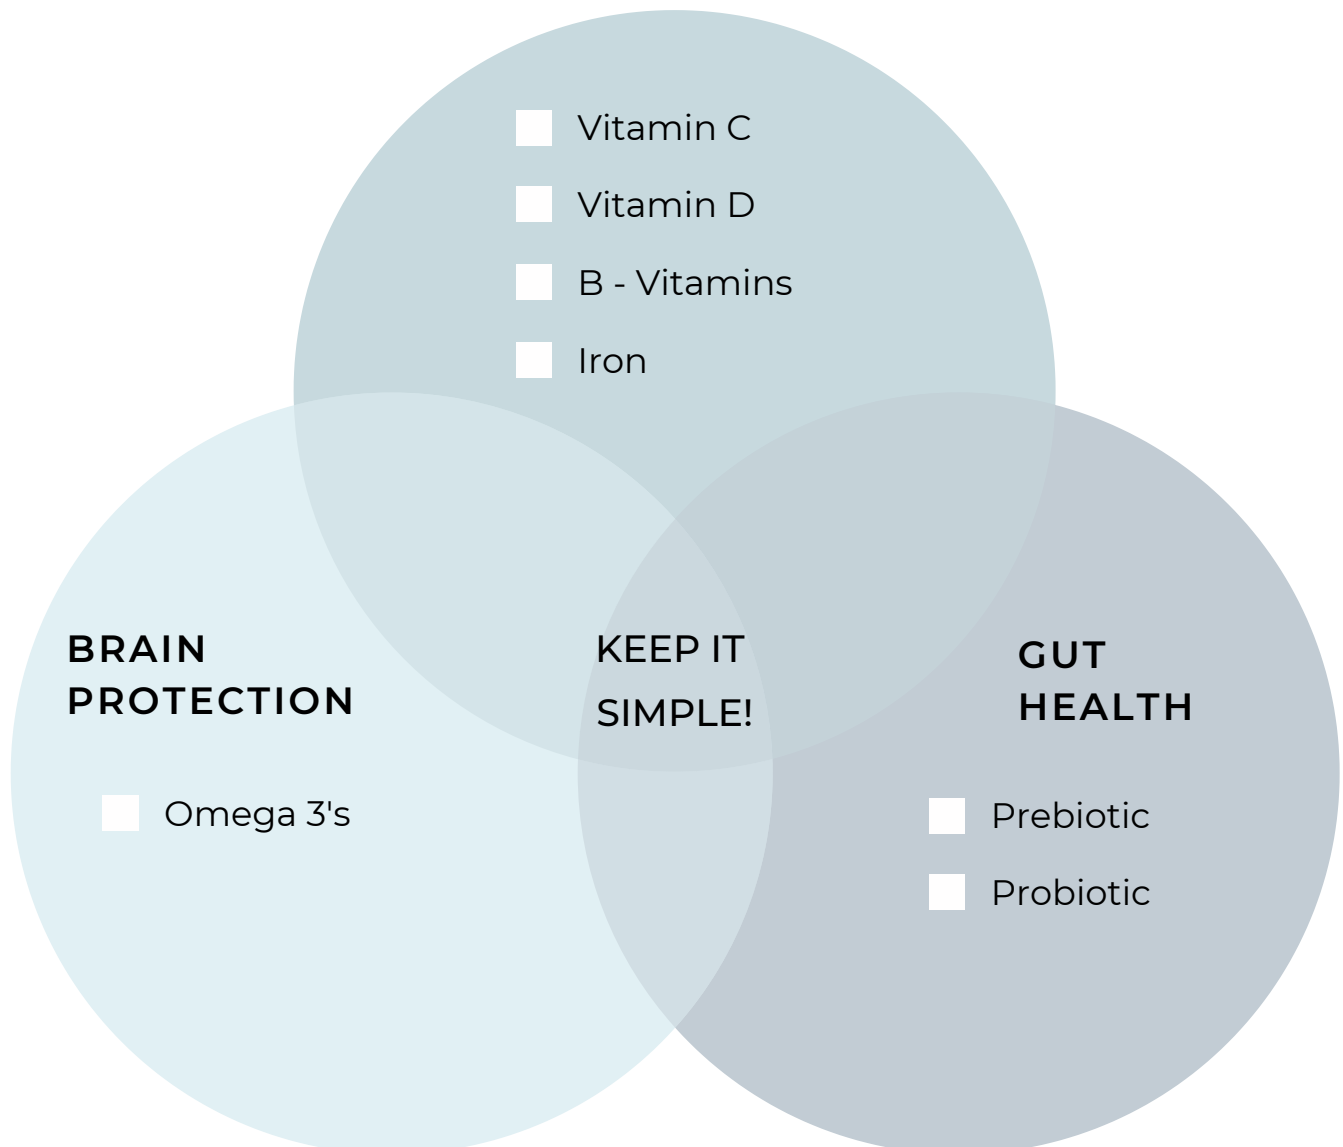 Vitamin C
Vitamin D
B - Vitamins
Iron
BRAIN
PROTECTION
Omega 3's
KEEP IT
SIMPLE!
GUT
HEALTH
Prebiotic
Probiotic